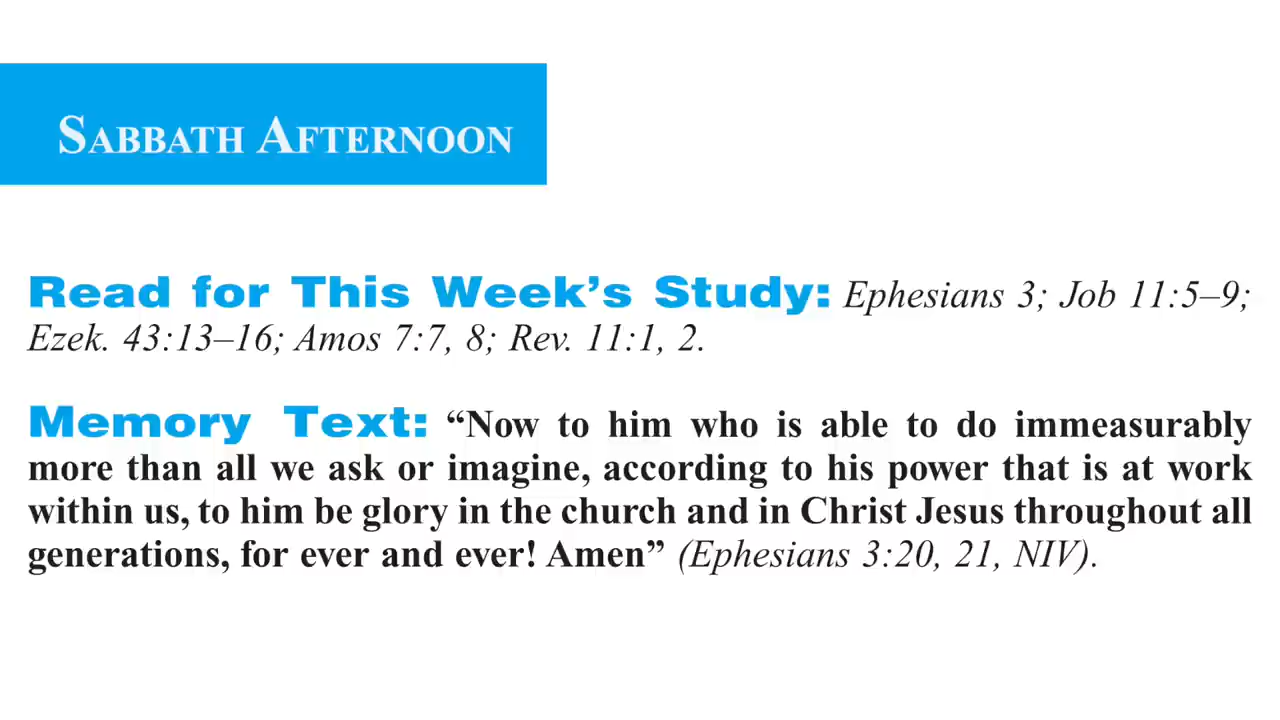 Sabbath Afternoon
Read for This Week’s Study: Ephesians 3; Job 11:5–9;
Ezek. 43:13–16; Amos 7:7, 8; Rev. 11:1, 2.
Memory Text: “Now to him who is able to do immeasurably
more than all we ask or imagine, according to his power that is at work
within us, to him be glory in the church and in Christ Jesus throughout all
generations, for ever and ever! Amen” (Ephesians 3:20, 21, NIV).